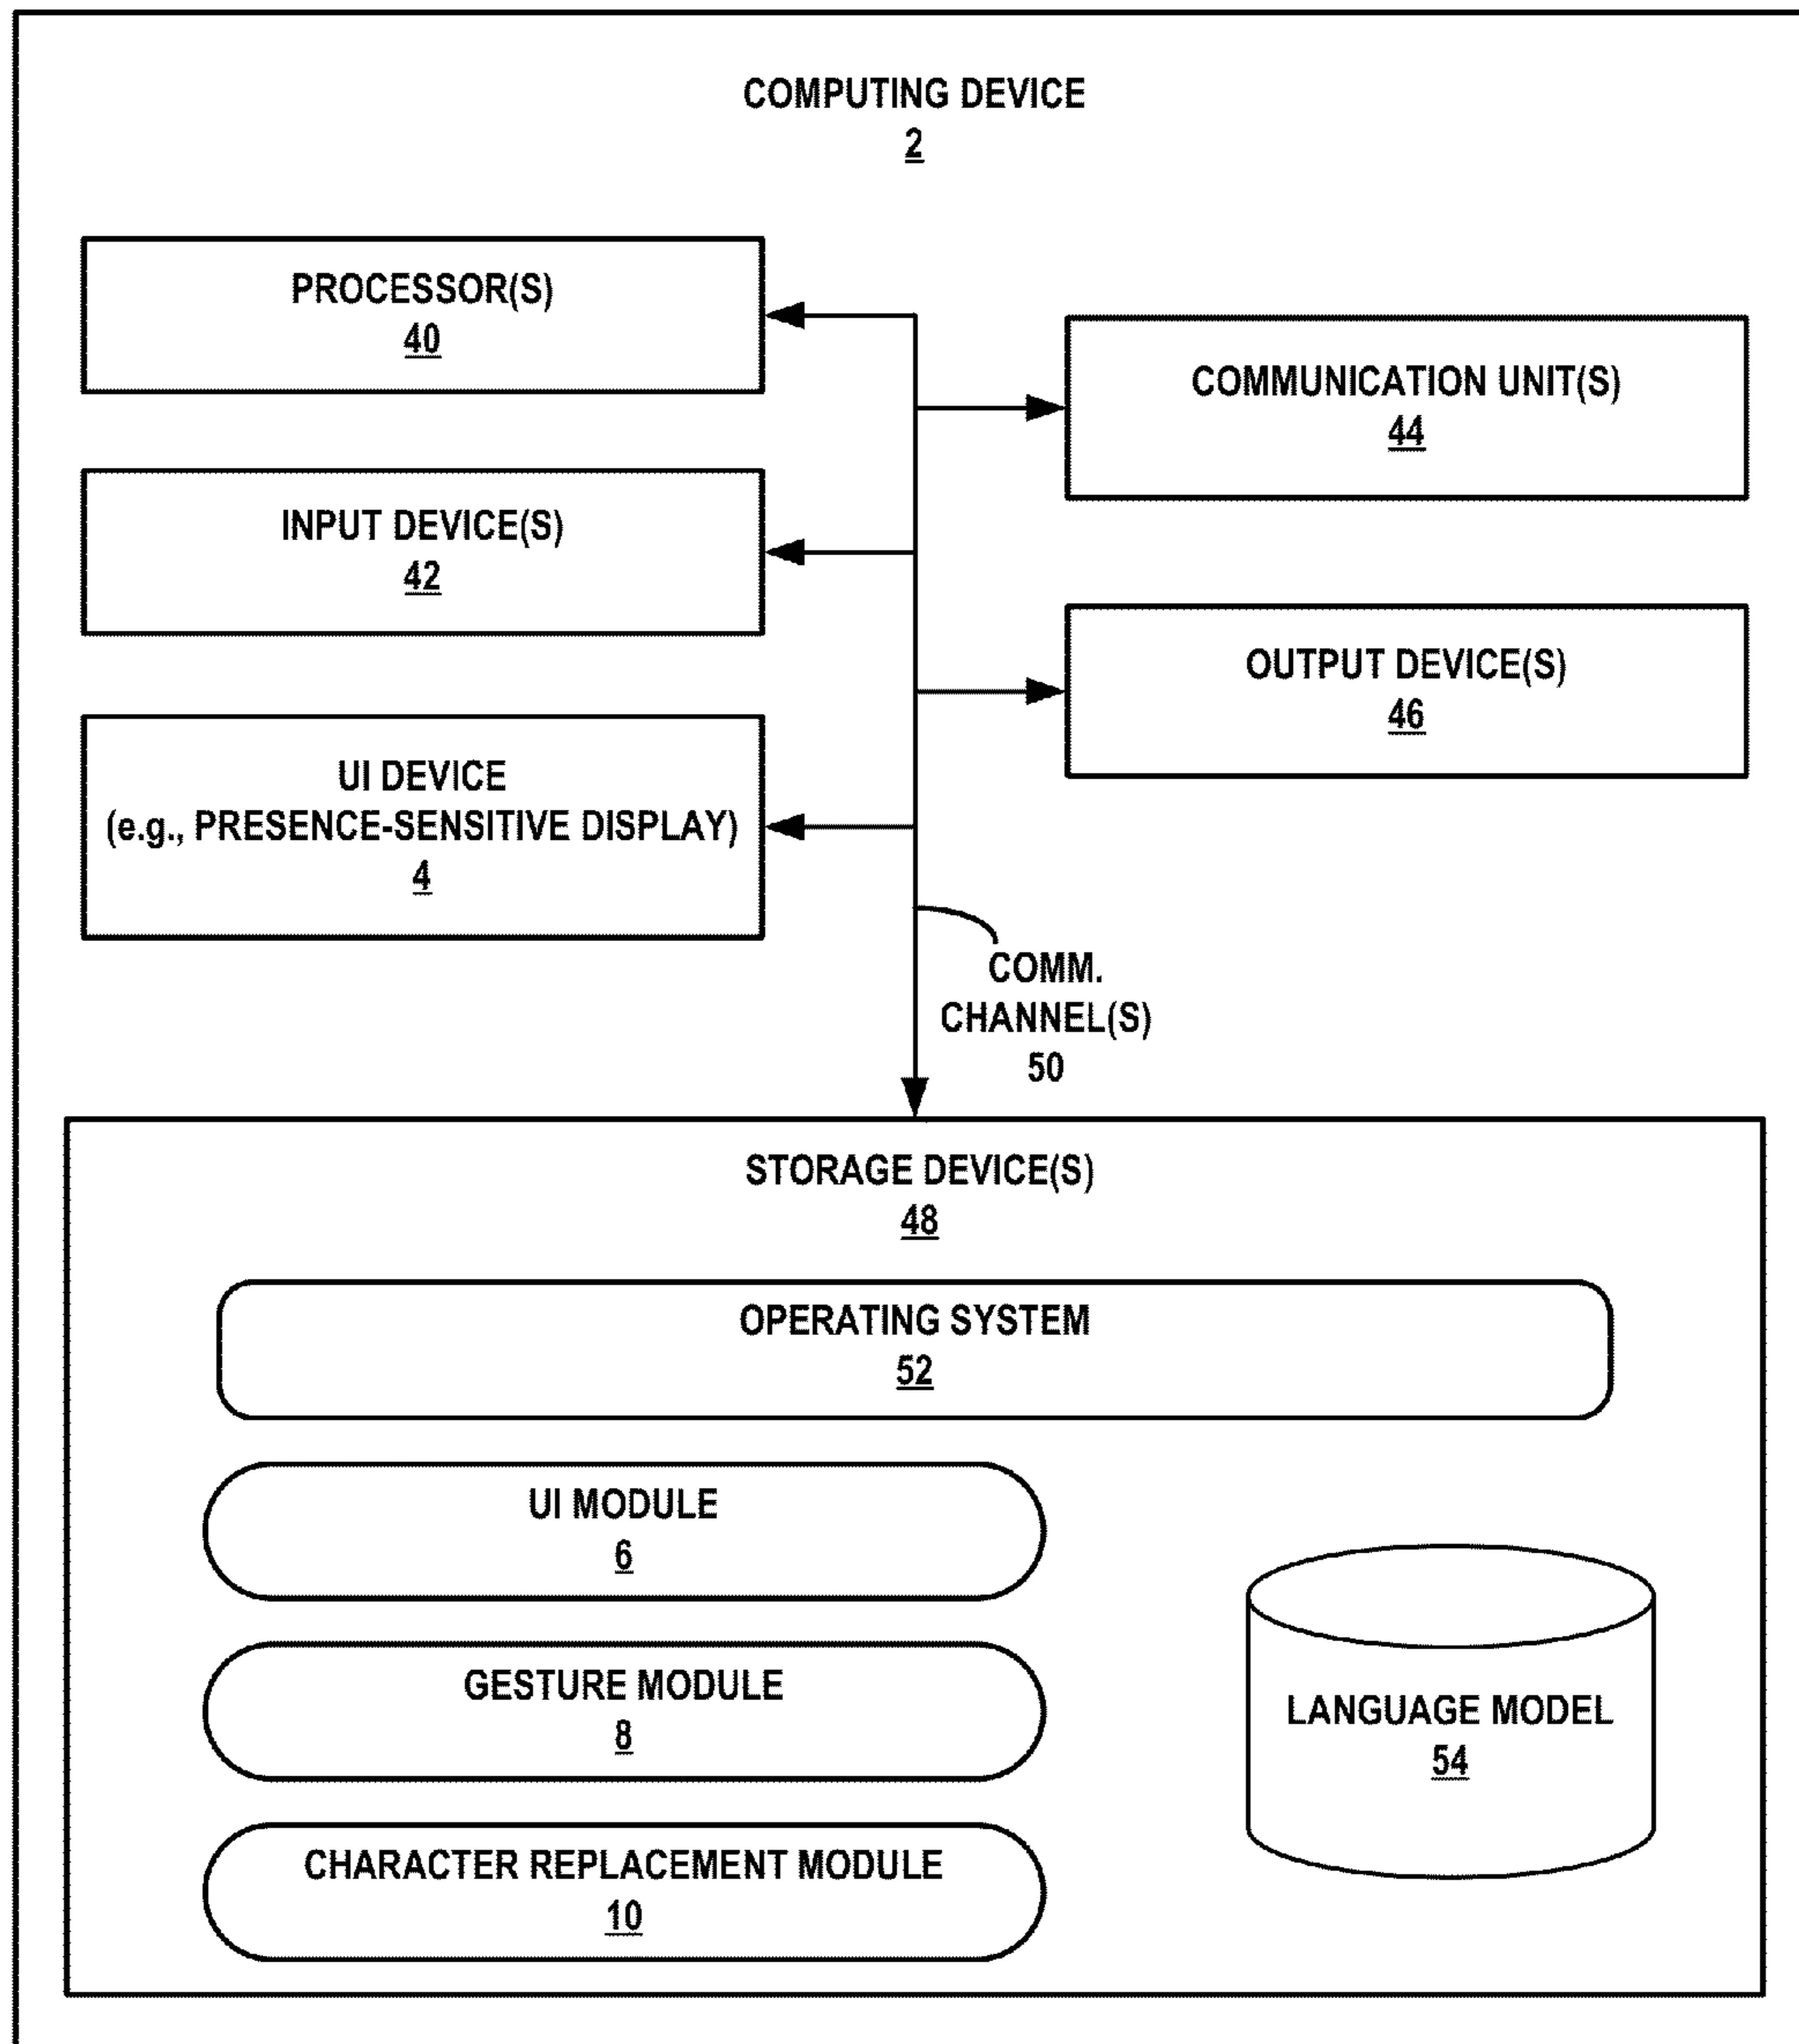 COMPUTING DEVICE
2
PROCESSOR(S)
40
COMMUNICATION UNIT(S)
44
INPUT DEVICE(S)
42
OUTPUT DEVICE(S)
46
UI DEVICE
(e.g., PRESENCE-SENSITIVE DISPLAY)
4
COMM.
CHANNEL(S)
50
STORAGE DEVICE(S)
48
OPERATING SYSTEM
52
UI MODULE
6
GESTURE MODULE
8
CHARACTER REPLACEMENT MODULE
10
LANGUAGE MODEL
54